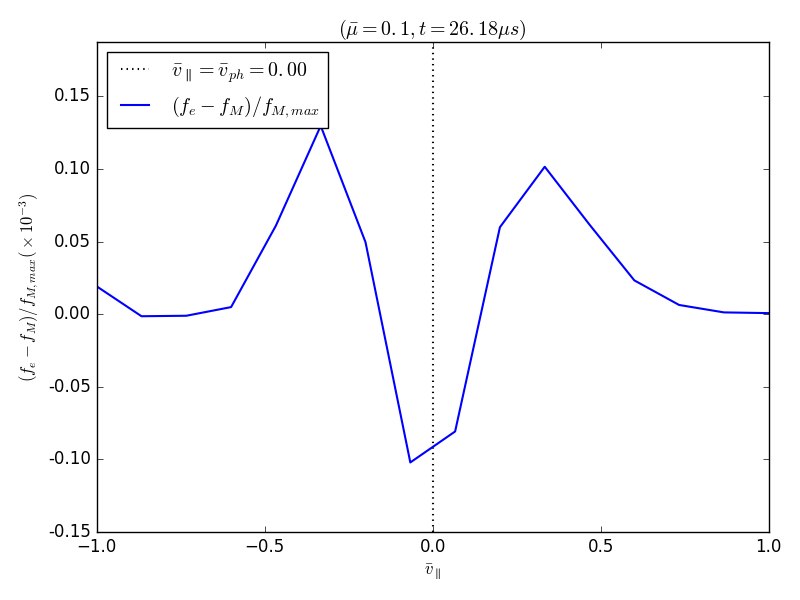 (μ̄ = 0.1, t = 26.18μs)
v̄∥ = v̄ph = 0.00
(fe − fM)/fM,max
0.15
0.10
0.05
0.00
-0.05
-0.10
-0.15
(fe − fM)/fM,max(×10⁻³)
−1.0 −0.5 0.0 0.5 1.0
v̄∥